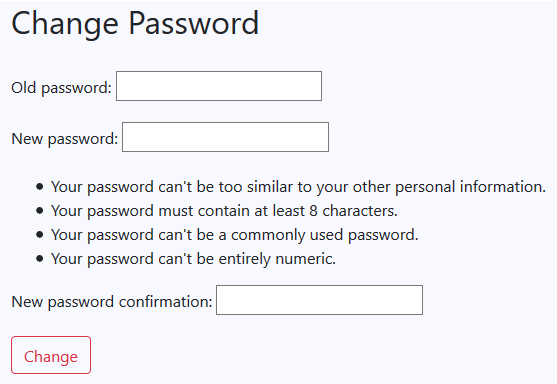 Change Password
Old password:
New password:
• Your password can't be too similar to your other personal information.
• Your password must contain at least 8 characters.
• Your password can't be a commonly used password.
• Your password can't be entirely numeric.
New password confirmation:
Change